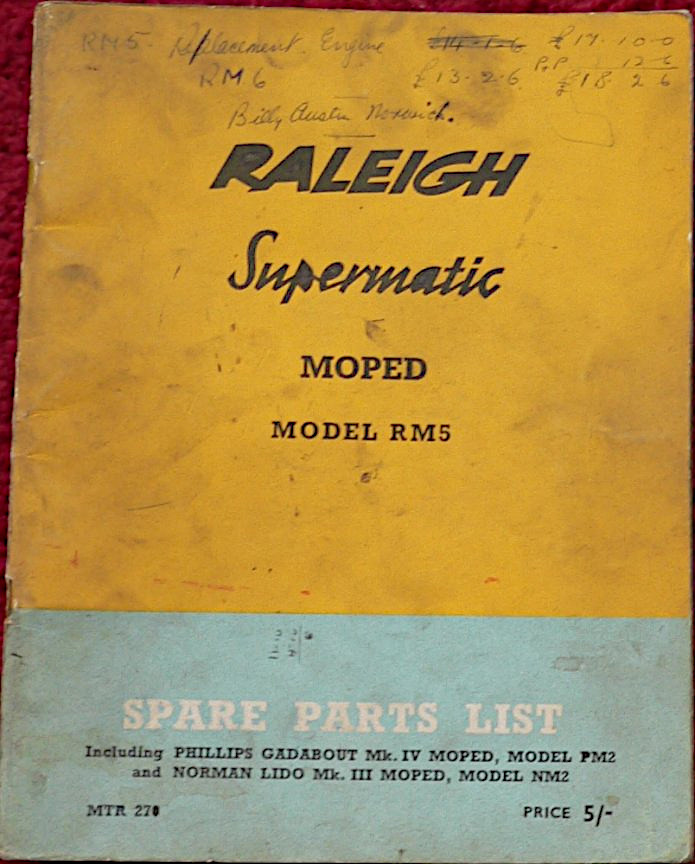 RM5. Replacement Engine £14-1-6 £17-10-0
RM6 £13-2-6 P&P 12-6
£18 2 6
Billy Austin Norwich.
RALEIGH
Supermatic
MOPED
MODEL RM5
SPARE PARTS LIST
Including PHILLIPS GADABOUT Mk. IV MOPED, MODEL PM2
and NORMAN LIDO Mk. III MOPED, MODEL NM2
MTR 270 PRICE 5/-